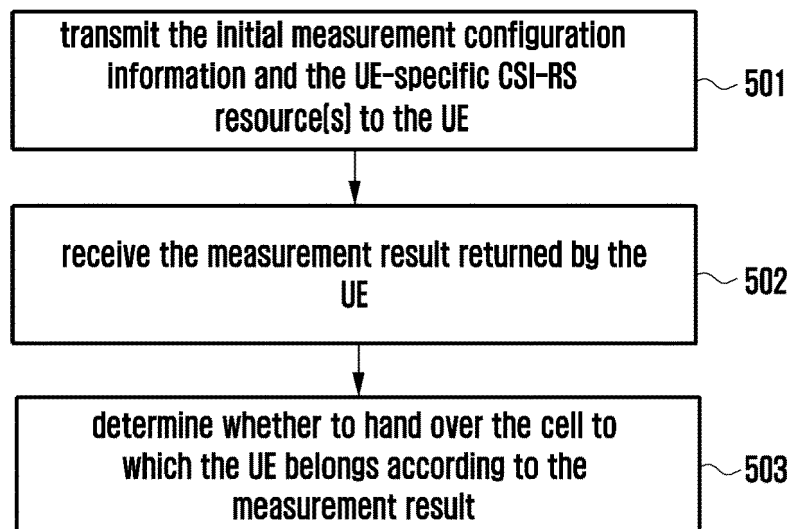 transmit the initial measurement configuration
information and the UE-specific CSI-RS
resource(s) to the UE
501
receive the measurement result returned by the
UE
502
determine whether to hand over the cell to
which the UE belongs according to the
measurement result
503